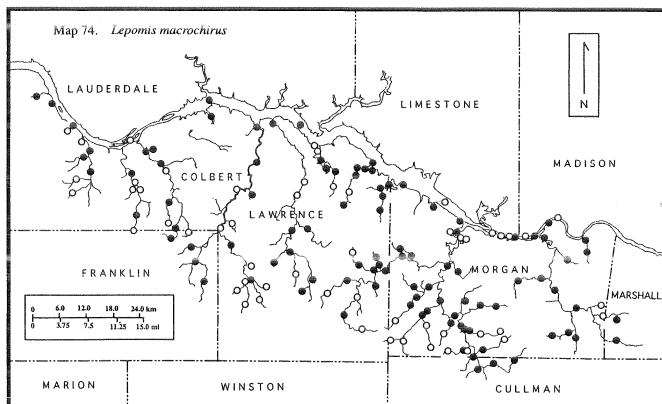 Map 74. Lepomis macrochirus
LAUDERDALE
LIMESTONE
N
MADISON
COLBERT
LAWRENCE
FRANKLIN
MORGAN
MARSHALL
0 6.0 12.0 18.0 24.0 km
0 3.75 7.5 11.25 15.0 mi
MARION
WINSTON
CULLMAN